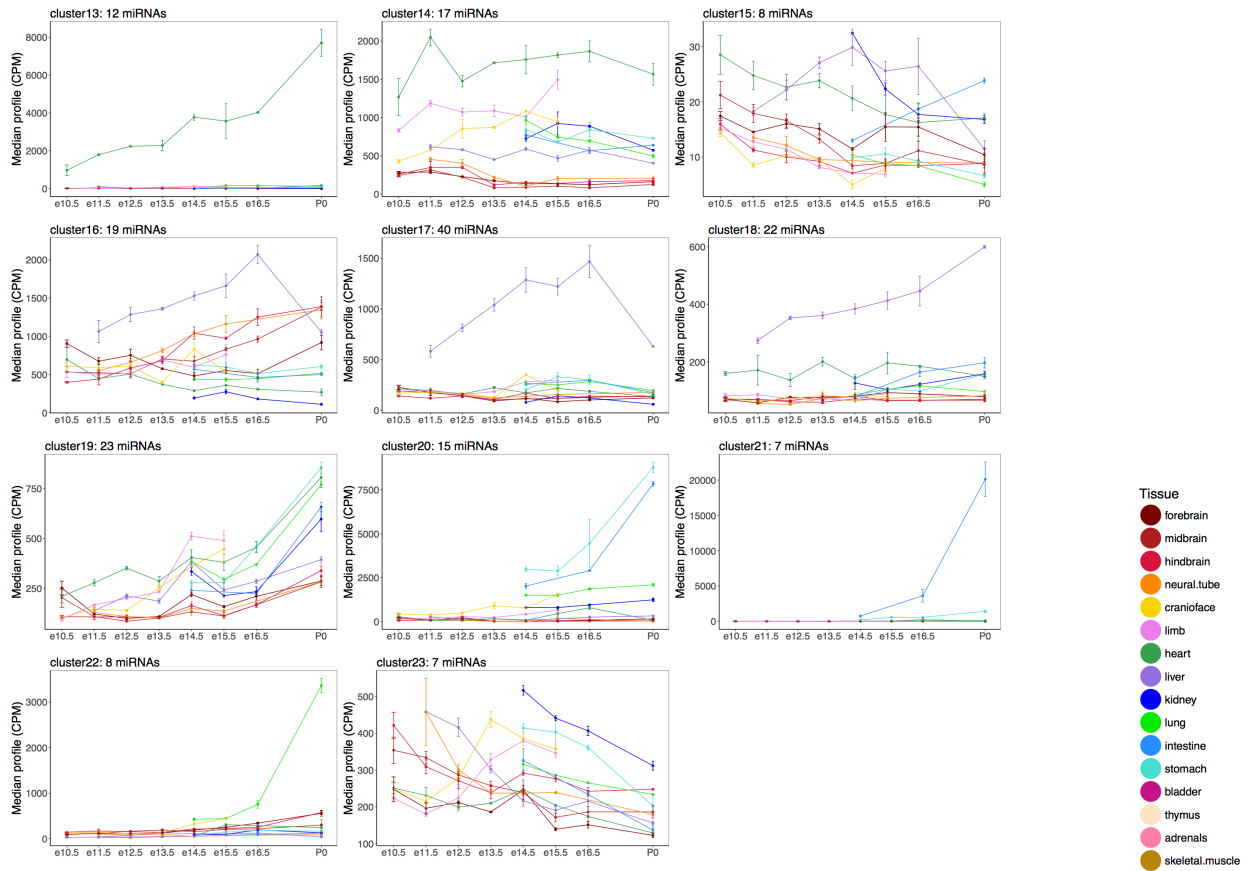 cluster13: 12 miRNAs
Median profile (CPM)
8000
6000
4000
2000
0
e10.5 e11.5 e12.5 e13.5 e14.5 e15.5 e16.5 P0
cluster14: 17 miRNAs
Median profile (CPM)
2000
1500
1000
500
0
e10.5 e11.5 e12.5 e13.5 e14.5 e15.5 e16.5 P0
cluster15: 8 miRNAs
Median profile (CPM)
30
20
10
e10.5 e11.5 e12.5 e13.5 e14.5 e15.5 e16.5 P0
cluster16: 19 miRNAs
Median profile (CPM)
2000
1500
1000
500
0
e10.5 e11.5 e12.5 e13.5 e14.5 e15.5 e16.5 P0
cluster17: 40 miRNAs
Median profile (CPM)
1500
1000
500
0
e10.5 e11.5 e12.5 e13.5 e14.5 e15.5 e16.5 P0
cluster18: 22 miRNAs
Median profile (CPM)
600
400
200
0
e10.5 e11.5 e12.5 e13.5 e14.5 e15.5 e16.5 P0
cluster19: 23 miRNAs
Median profile (CPM)
750
500
250
e10.5 e11.5 e12.5 e13.5 e14.5 e15.5 e16.5 P0
cluster20: 15 miRNAs
Median profile (CPM)
7500
5000
2500
0
e10.5 e11.5 e12.5 e13.5 e14.5 e15.5 e16.5 P0
cluster21: 7 miRNAs
Median profile (CPM)
20000
15000
10000
5000
0
e10.5 e11.5 e12.5 e13.5 e14.5 e15.5 e16.5 P0
cluster22: 8 miRNAs
Median profile (CPM)
3000
2000
1000
0
e10.5 e11.5 e12.5 e13.5 e14.5 e15.5 e16.5 P0
cluster23: 7 miRNAs
Median profile (CPM)
500
400
300
200
100
e10.5 e11.5 e12.5 e13.5 e14.5 e15.5 e16.5 P0
Tissue
forebrain
midbrain
hindbrain
neural.tube
cranioface
limb
heart
liver
kidney
lung
intestine
stomach
bladder
thymus
adrenals
skeletal.muscle